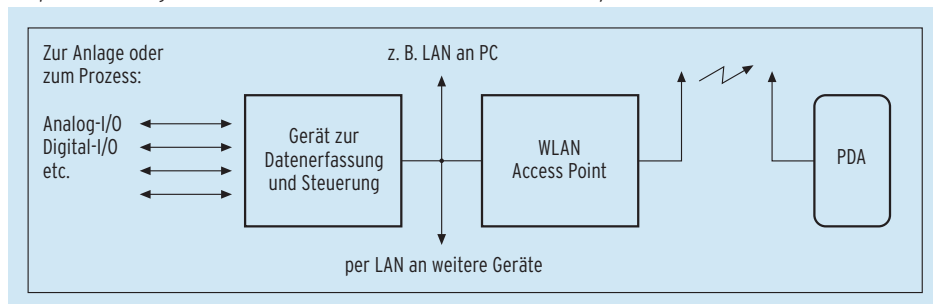 Zur Anlage oder
zum Prozess:
Analog-I/O
Digital-I/O
etc.
Gerät zur
Datenerfassung
und Steuerung
z. B. LAN an PC
per LAN an weitere Geräte
WLAN
Access Point
PDA